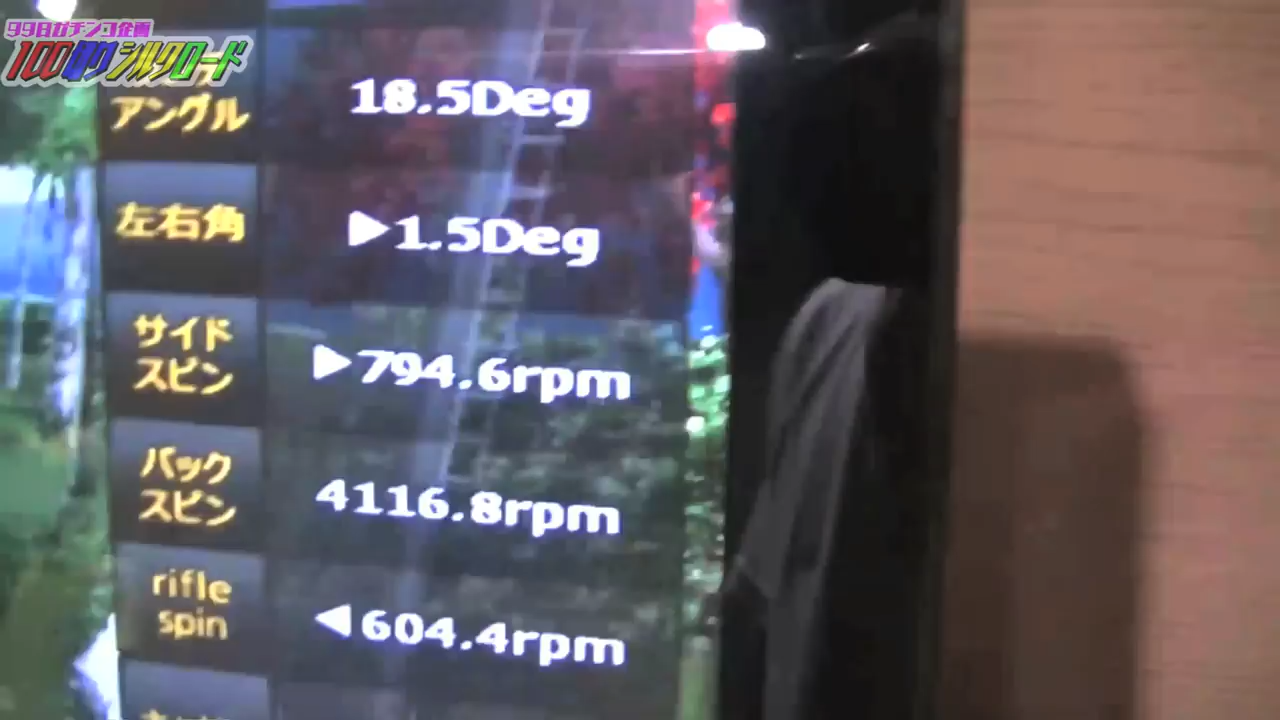 99日ガチンコ企画
100切りシルクロード
アングル
18.5Deg
左右角
▶1.5Deg
サイド
スピン
▶794.6rpm
バック
スピン
4116.8rpm
rifle
spin
◀604.4rpm